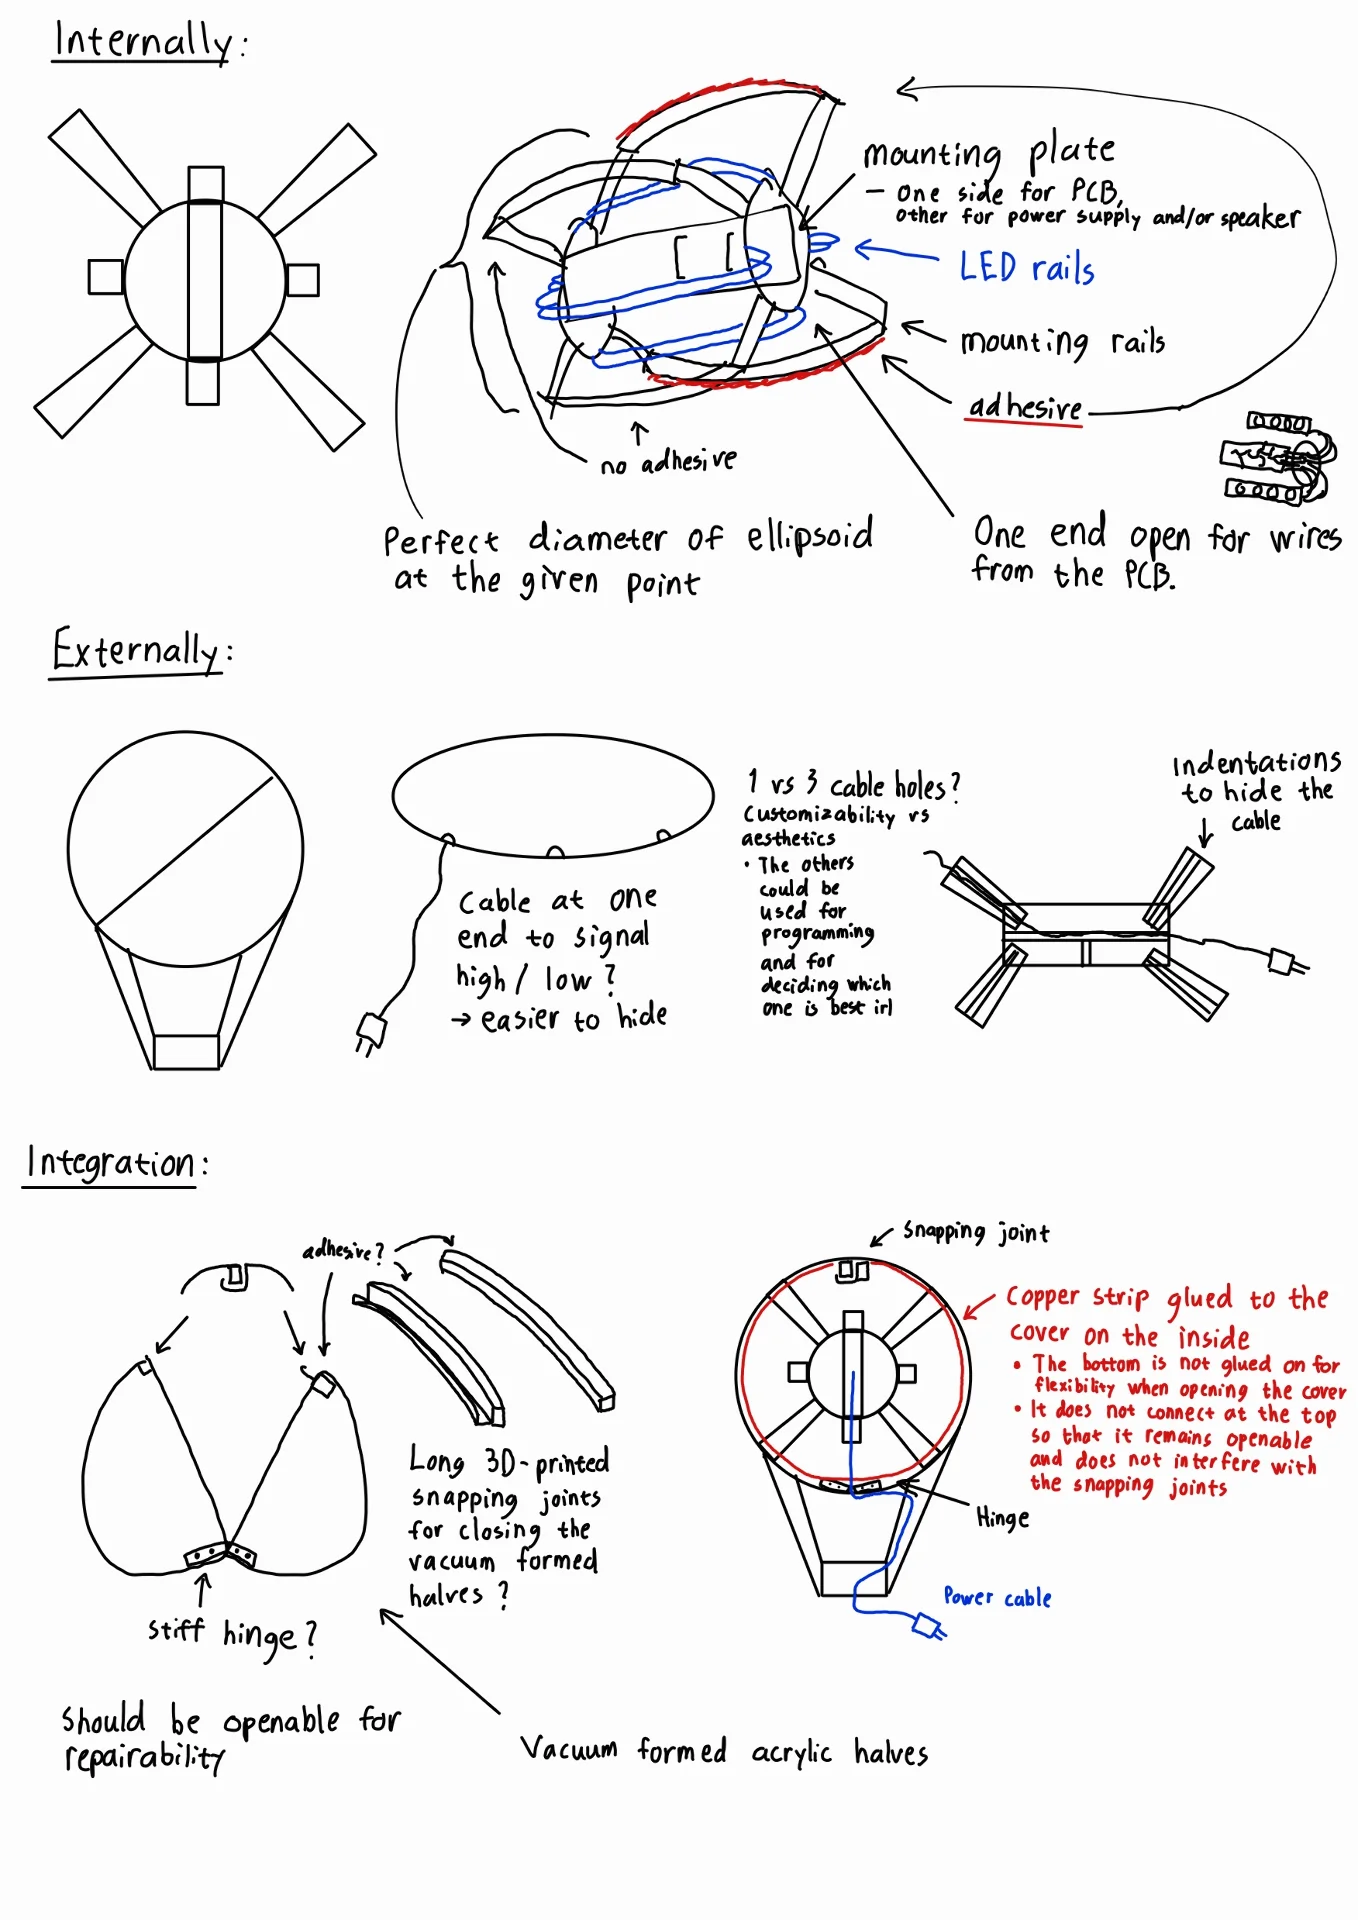 Internally:
mounting plate
- one side for PCB,
other for power supply and/or speaker
LED rails
mounting rails
adhesive
no adhesive
Perfect diameter of ellipsoid
at the given point
One end open for wires
from the PCB.
Externally:
Cable at one
end to signal
high / low?
→ easier to hide
1 vs 3 cable holes?
Customizability vs
aesthetics
• The others
could be
used for
programming
and for
deciding which
one is best irl
Indentations
to hide the
cable
Integration:
adhesive?
Long 3D-printed
snapping joints
for closing the
vacuum formed
halves?
stiff hinge?
Should be openable for
repairability
Vacuum formed acrylic halves
Snapping joint
Copper strip glued to the
cover on the inside
• The bottom is not glued on for
flexibility when opening the cover
• It does not connect at the top
so that it remains openable
and does not interfere with
the snapping joints
Hinge
Power cable